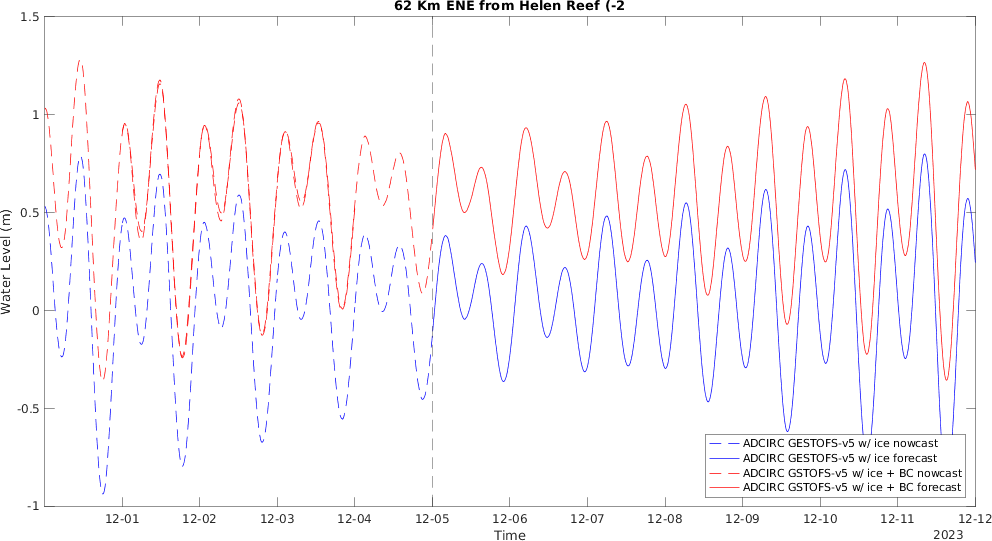 62 Km ENE from Helen Reef (-2
1.5
1
0.5
0
-0.5
-1
Water Level (m)
12-01 12-02 12-03 12-04 12-05 12-06 12-07 12-08 12-09 12-10 12-11 12-12
Time
2023
ADCIRC GESTOFS-v5 w/ ice nowcast
ADCIRC GESTOFS-v5 w/ ice forecast
ADCIRC GSTOFS-v5 w/ ice + BC nowcast
ADCIRC GSTOFS-v5 w/ ice + BC forecast